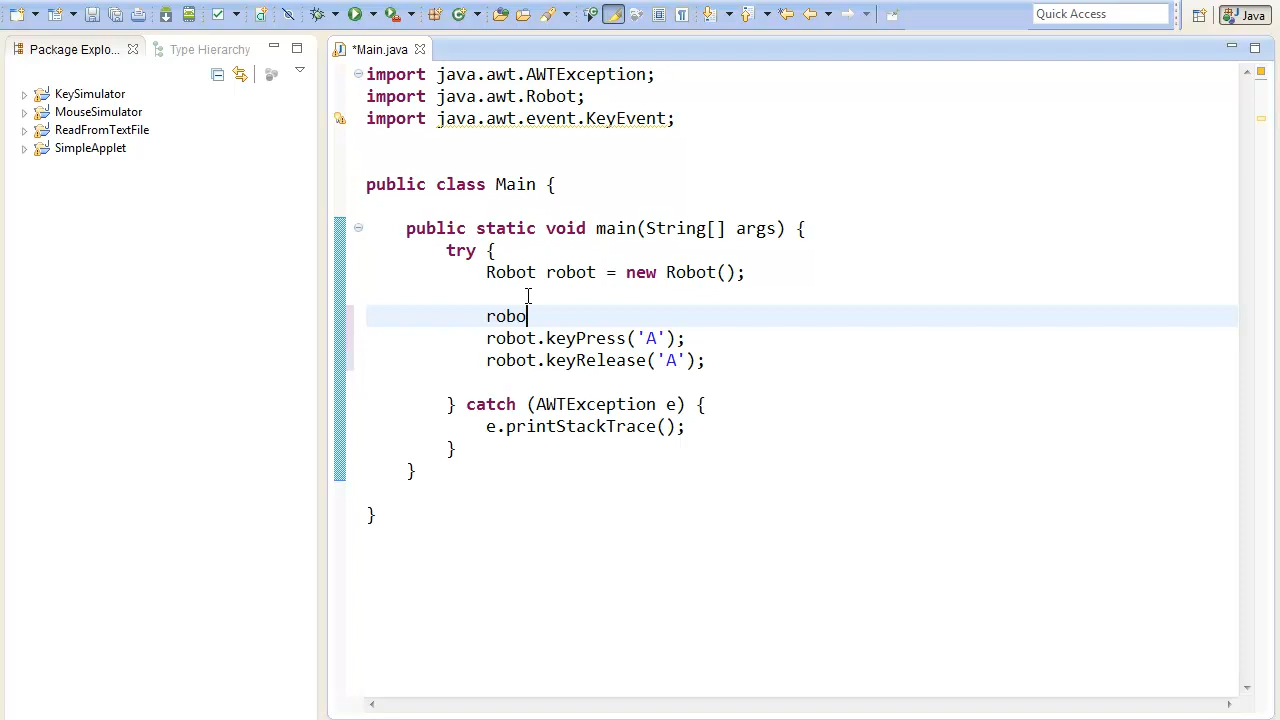 Quick Access
Java
Package Explo...
Type Hierarchy
*Main.java
KeySimulator
MouseSimulator
ReadFromTextFile
SimpleApplet
import java.awt.AWTException;
import java.awt.Robot;
import java.awt.event.KeyEvent;
public class Main {
public static void main(String[] args) {
try {
Robot robot = new Robot();
robo
robot.keyPress('A');
robot.keyRelease('A');
} catch (AWTException e) {
e.printStackTrace();
}
}
}